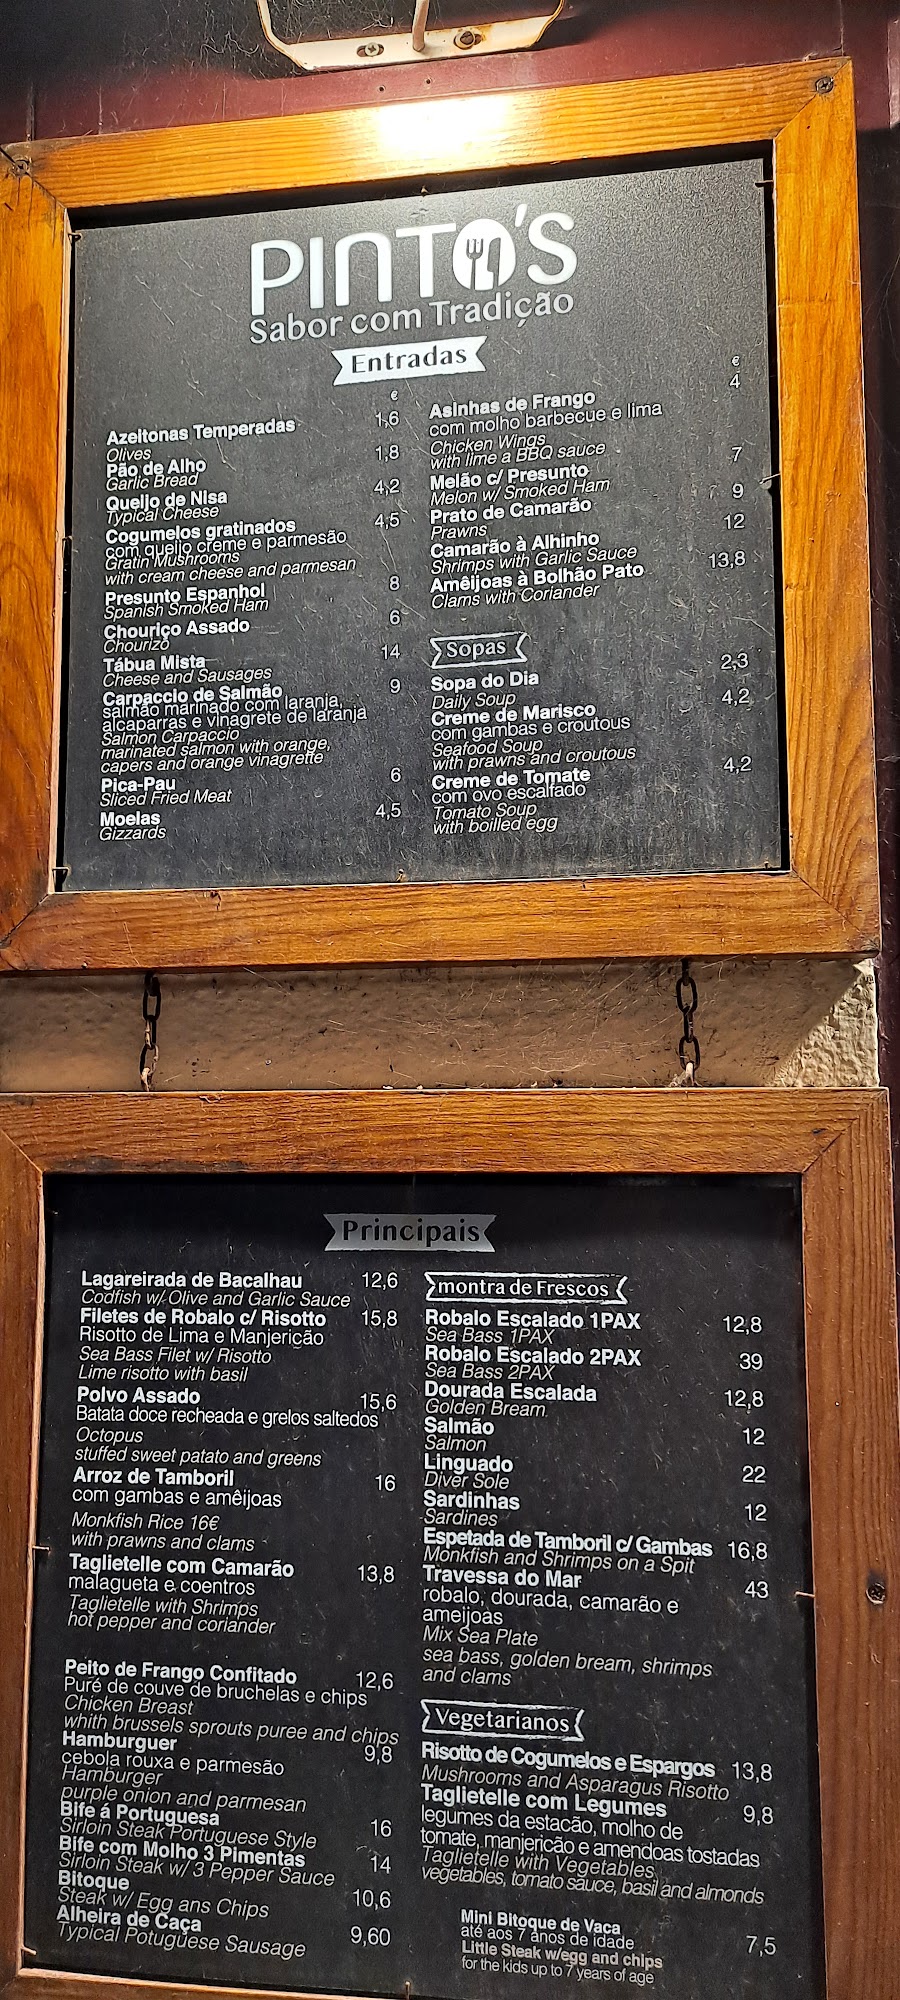 PINTO'S
Sabor com Tradição
Entradas
€
Azeitonas Temperadas 1,6
Olives
Pão de Alho 1,8
Garlic Bread
Queijo de Nisa 4,2
Typical Cheese
Cogumelos gratinados 4,5
com queijo creme e parmesão
Gratin Mushrooms
with cream cheese and parmesan
Presunto Espanhol 8
Spanish Smoked Ham
Chouriço Assado 6
Chourizo
Tábua Mista 14
Cheese and Sausages
Carpaccio de Salmão 9
salmão marinado com laranja,
alcaparras e vinagrete de laranja
Salmon Carpaccio
marinated salmon with orange,
capers and orange vinagrette
Pica-Pau 6
Sliced Fried Meat
Moelas 4,5
Gizzards
€
Asinhas de Frango 4
com molho barbecue e lima
Chicken Wings
with lime a BBQ sauce
Melão c/ Presunto 7
Melon w/ Smoked Ham
Prato de Camarão 9
Prawns
Camarão à Alhinho 12
Shrimps with Garlic Sauce
Amêijoas à Bolhão Pato 13,8
Clams with Coriander
Sopas
Sopa do Dia 2,3
Daily Soup
Creme de Marisco 4,2
com gambas e croutous
Seafood Soup
with prawns and croutous
Creme de Tomate 4,2
com ovo escalfado
Tomato Soup
with boilled egg
Principais
Lagareirada de Bacalhau 12,6
Codfish w/ Olive and Garlic Sauce
Filetes de Robalo c/ Risotto 15,8
Risotto de Lima e Manjericão
Sea Bass Filet w/ Risotto
Lime risotto with basil
Polvo Assado 15,6
Batata doce recheada e grelos saltedos
Octopus
stuffed sweet patato and greens
Arroz de Tamboril 16
com gambas e amêijoas
Monkfish Rice 16€
with prawns and clams
Taglietelle com Camarão 13,8
malagueta e coentros
Taglietelle with Shrimps
hot pepper and coriander
Peito de Frango Confitado 12,6
Puré de couve de bruchelas e chips
Chicken Breast
whith brussels sprouts puree and chips
Hamburguer 9,8
cebola rouxa e parmesão
Hamburger
purple onion and parmesan
Bife á Portuguesa 16
Sirloin Steak Portuguese Style
Bife com Molho 3 Pimentas 14
Sirloin Steak w/ 3 Pepper Sauce
Bitoque 10,6
Steak w/ Egg ans Chips
Alheira de Caça 9,60
Typical Potuguese Sausage
montra de Frescos
Robalo Escalado 1PAX 12,8
Sea Bass 1PAX
Robalo Escalado 2PAX 39
Sea Bass 2PAX
Dourada Escalada 12,8
Golden Bream
Salmão 12
Salmon
Linguado 22
Diver Sole
Sardinhas 12
Sardines
Espetada de Tamboril c/ Gambas 16,8
Monkfish and Shrimps on a Spit
Travessa do Mar 43
robalo, dourada, camarão e
ameijoas
Mix Sea Plate
sea bass, golden bream, shrimps
and clams
Vegetarianos
Risotto de Cogumelos e Espargos 13,8
Mushrooms and Asparagus Risotto
Taglietelle com Legumes 9,8
legumes da estacão, molho de
tomate, manjericão e amendoas tostadas
Taglietelle with Vegetables
vegetables, tomato sauce, basil and almonds
Mini Bitoque de Vaca 7,5
até aos 7 anos de idade
Little Steak w/egg and chips
for the kids up to 7 years of age